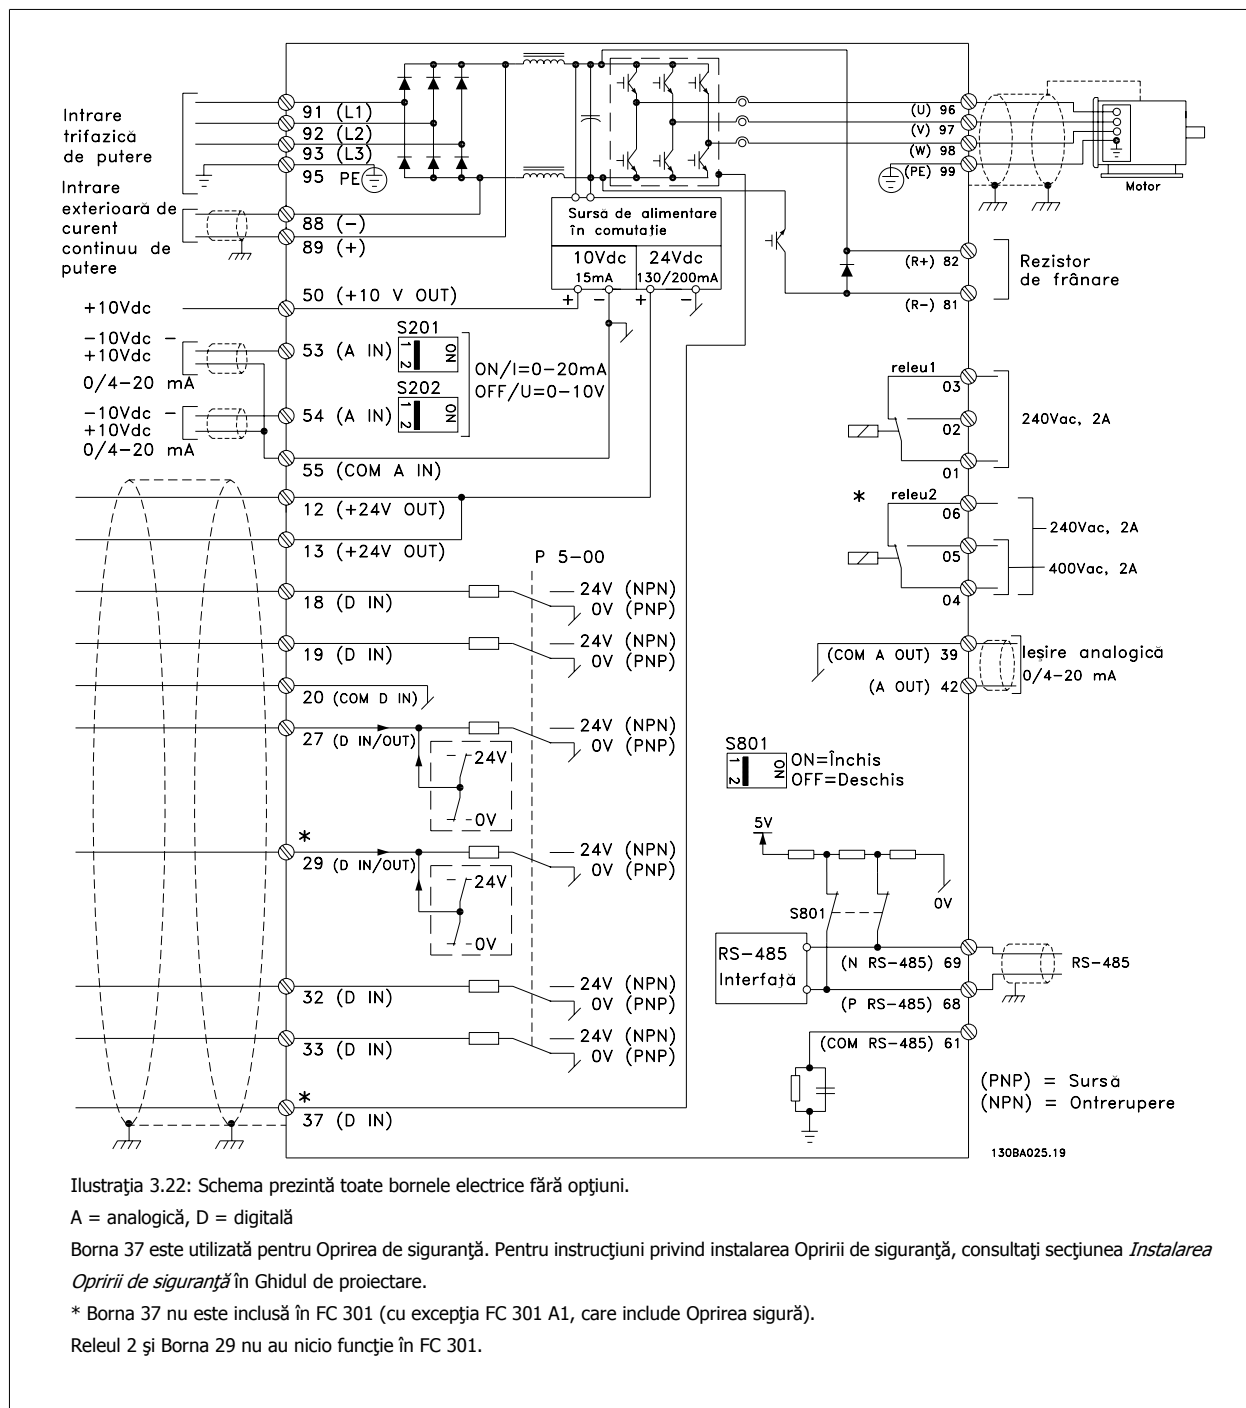 Intrare
trifazică
de putere
91 (L1)
92 (L2)
93 (L3)
95 PE
Intrare
exterioară de
curent
continuu de
putere
88 (−)
89 (+)
+10Vdc
50 (+10 V OUT)
−10Vdc −
+10Vdc
0/4−20 mA
53 (A IN)
S201
1 2
ON
ON/I=0−20mA
OFF/U=0−10V
S202
1 2
ON
−10Vdc −
+10Vdc
0/4−20 mA
54 (A IN)
55 (COM A IN)
12 (+24V OUT)
13 (+24V OUT)
P 5-00
18 (D IN)
24V (NPN)
0V (PNP)
19 (D IN)
24V (NPN)
0V (PNP)
20 (COM D IN)
27 (D IN/OUT)
24V (NPN)
0V (PNP)
24V
0V
*
29 (D IN/OUT)
24V (NPN)
0V (PNP)
24V
0V
32 (D IN)
24V (NPN)
0V (PNP)
33 (D IN)
24V (NPN)
0V (PNP)
*
37 (D IN)
Sursă de alimentare
în comutație
10Vdc
15mA
24Vdc
130/200mA
+ − + −
(U) 96
(V) 97
(W) 98
(PE) 99
Motor
(R+) 82
(R−) 81
Rezistor
de frânare
releu1
03
02
01
240Vac, 2A
*
releu2
06
05
04
240Vac, 2A
400Vac, 2A
(COM A OUT) 39
(A OUT) 42
Ieșire analogică
0/4−20 mA
S801
1 2
ON
ON=Închis
OFF=Deschis
5V
0V
S801
RS−485
Interfață
(N RS−485) 69
(P RS−485) 68
(COM RS−485) 61
RS−485
(PNP) = Sursă
(NPN) = Ontrerupere
130BA025.19
Ilustraţia 3.22: Schema prezintă toate bornele electrice fără opţiuni.
A = analogică, D = digitală
Borna 37 este utilizată pentru Oprirea de siguranţă. Pentru instrucţiuni privind instalarea Opririi de siguranţă, consultaţi secţiunea Instalarea
Opririi de siguranţă în Ghidul de proiectare.
* Borna 37 nu este inclusă în FC 301 (cu excepţia FC 301 A1, care include Oprirea sigură).
Releul 2 şi Borna 29 nu au nicio funcţie în FC 301.